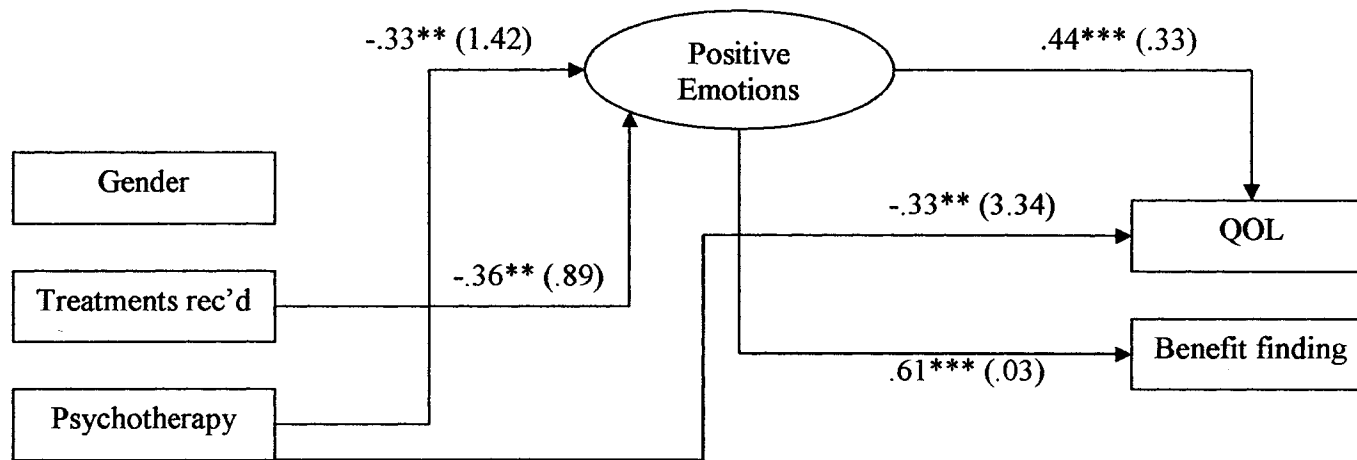 -.33** (1.42)
Positive
Emotions
.44*** (.33)
Gender
-.33** (3.34)
QOL
Treatments rec'd
-.36** (.89)
Benefit finding
.61*** (.03)
Psychotherapy